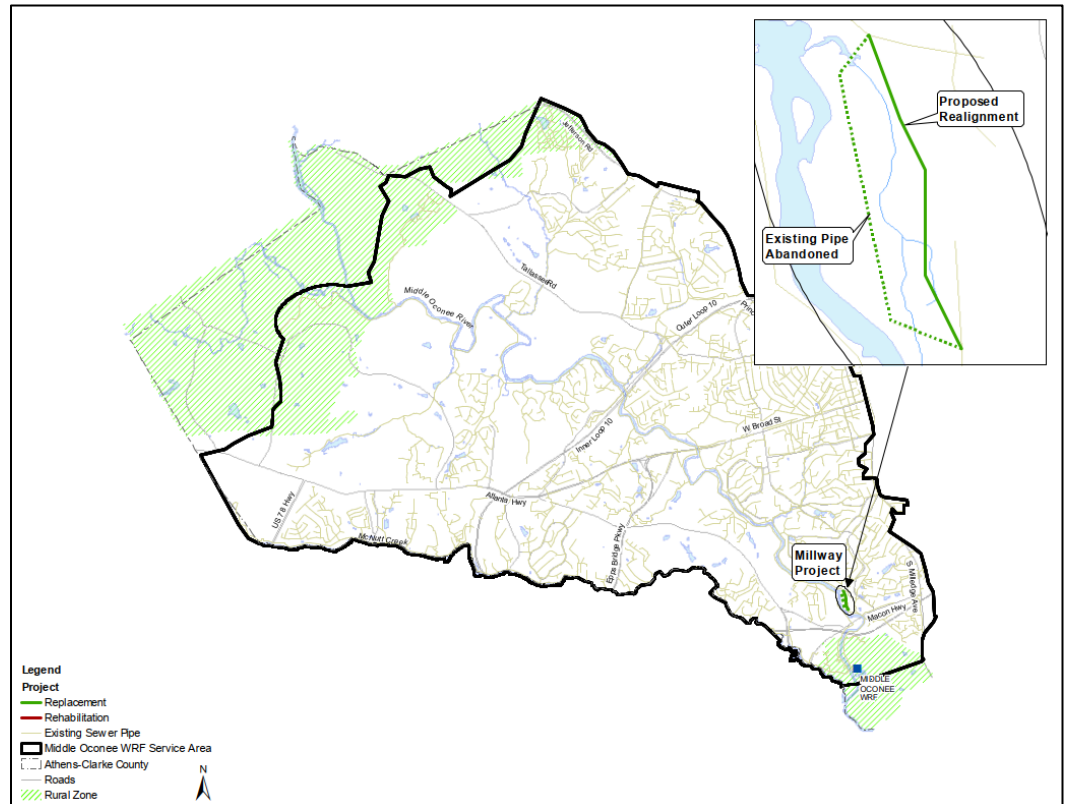 Proposed
Realignment
Existing Pipe
Abandoned
Jefferson Rd
Tallassee Rd
Middle Oconee River
Outer Loop 10
W Broad St
Inner Loop 10
US 78 Hwy
Atlanta Hwy
McNutt Creek
Epps Bridge Pkwy
Millway
Project
S Milledge Ave
Macon Hwy
MIDDLE
OCONEE
WRF
Legend
Project
Replacement
Rehabilitation
Existing Sewer Pipe
Middle Oconee WRF Service Area
Athens-Clarke County
Roads
Rural Zone
N